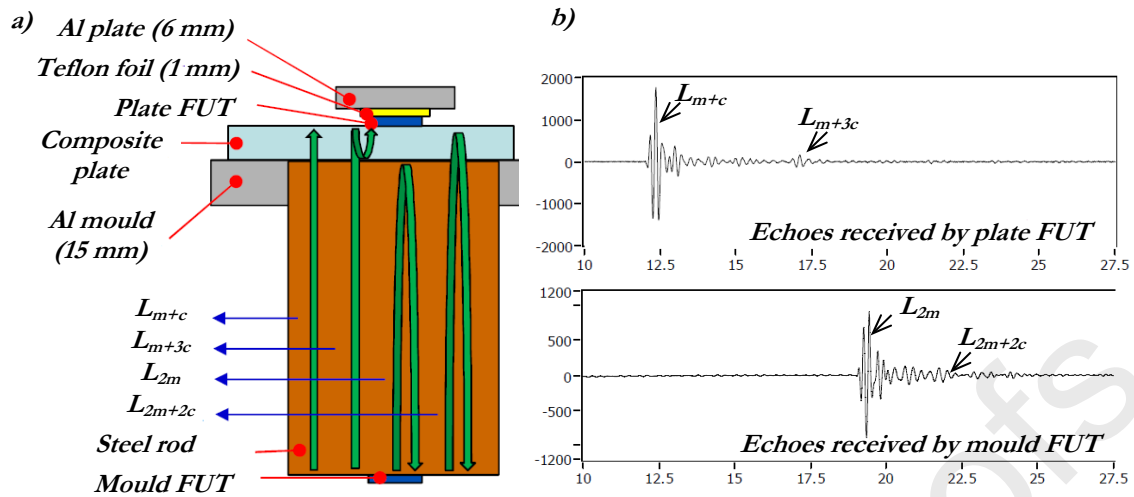 a)
Al plate (6 mm)
Teflon foil (1 mm)
Plate FUT
Composite
plate
Al mould
(15 mm)
Lm+c
Lm+3c
L2m
L2m+2c
Steel rod
Mould FUT
b)
2000
1000
0
-1000
-2000
Lm+c
Lm+3c
Echoes received by plate FUT
10 12.5 15 17.5 20 22.5 25 27.5
1200
500
0
-500
-1200
L2m
L2m+2c
Echoes received by mould FUT
10 12.5 15 17.5 20 22.5 25 27.5
ofs